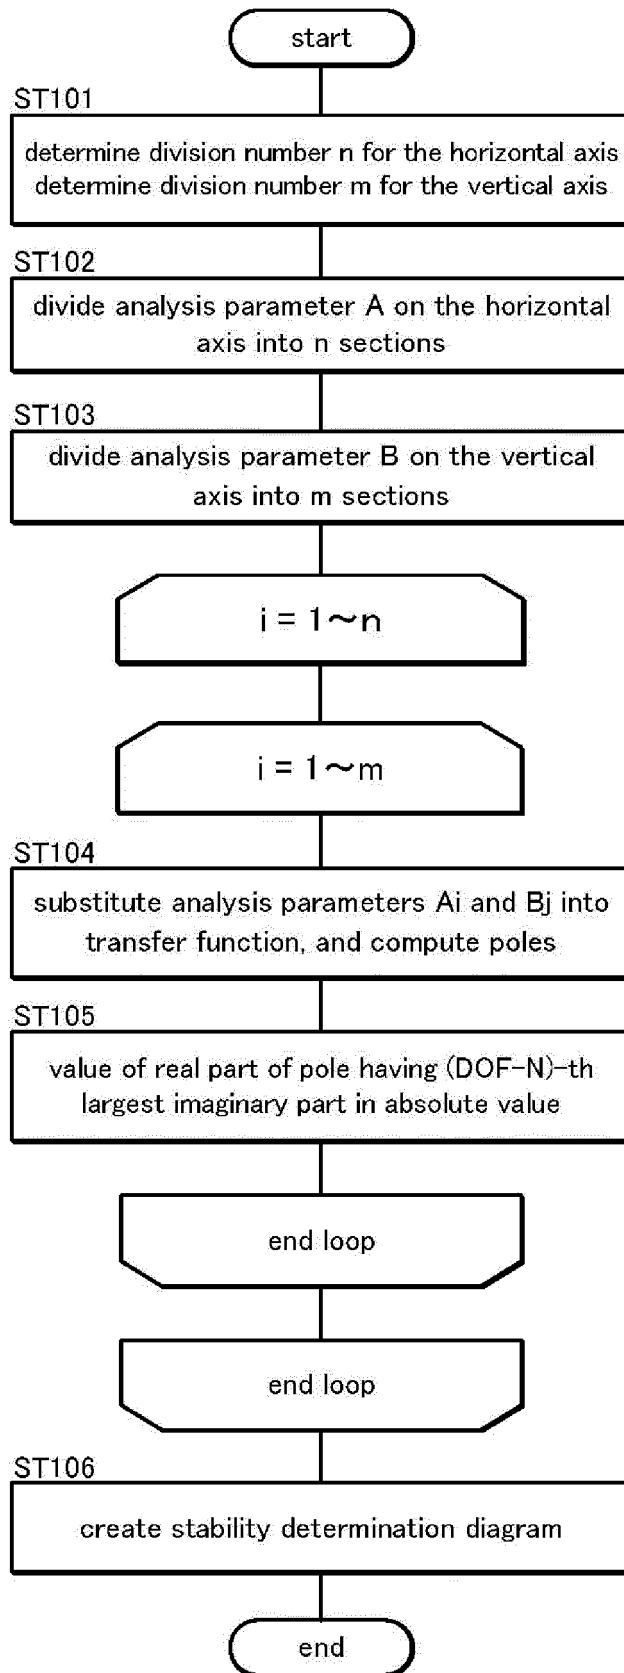 start
ST101
determine division number n for the horizontal axis
determine division number m for the vertical axis
ST102
divide analysis parameter A on the horizontal
axis into n sections
ST103
divide analysis parameter B on the vertical
axis into m sections
i = 1～n
i = 1～m
ST104
substitute analysis parameters Ai and Bj into
transfer function, and compute poles
ST105
value of real part of pole having (DOF-N)-th
largest imaginary part in absolute value
end loop
end loop
ST106
create stability determination diagram
end